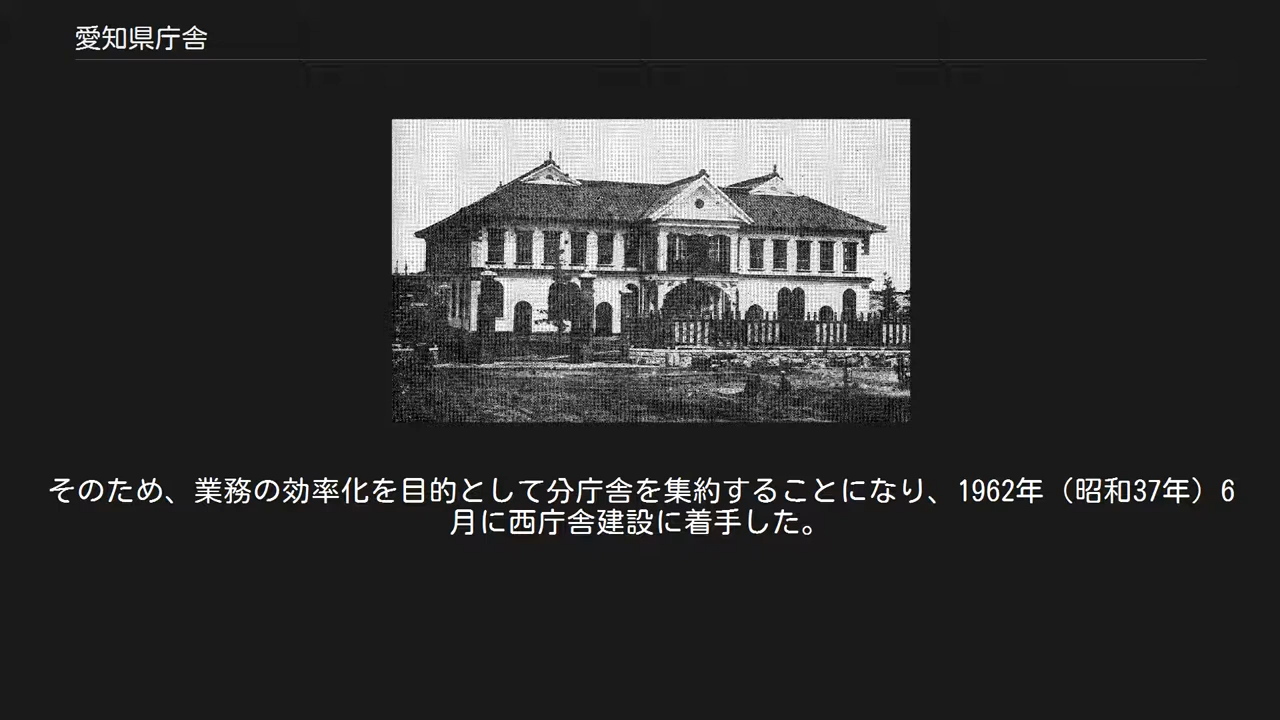 愛知県庁舎
そのため、業務の効率化を目的として分庁舎を集約することになり、1962年（昭和37年）6
月に西庁舎建設に着手した。